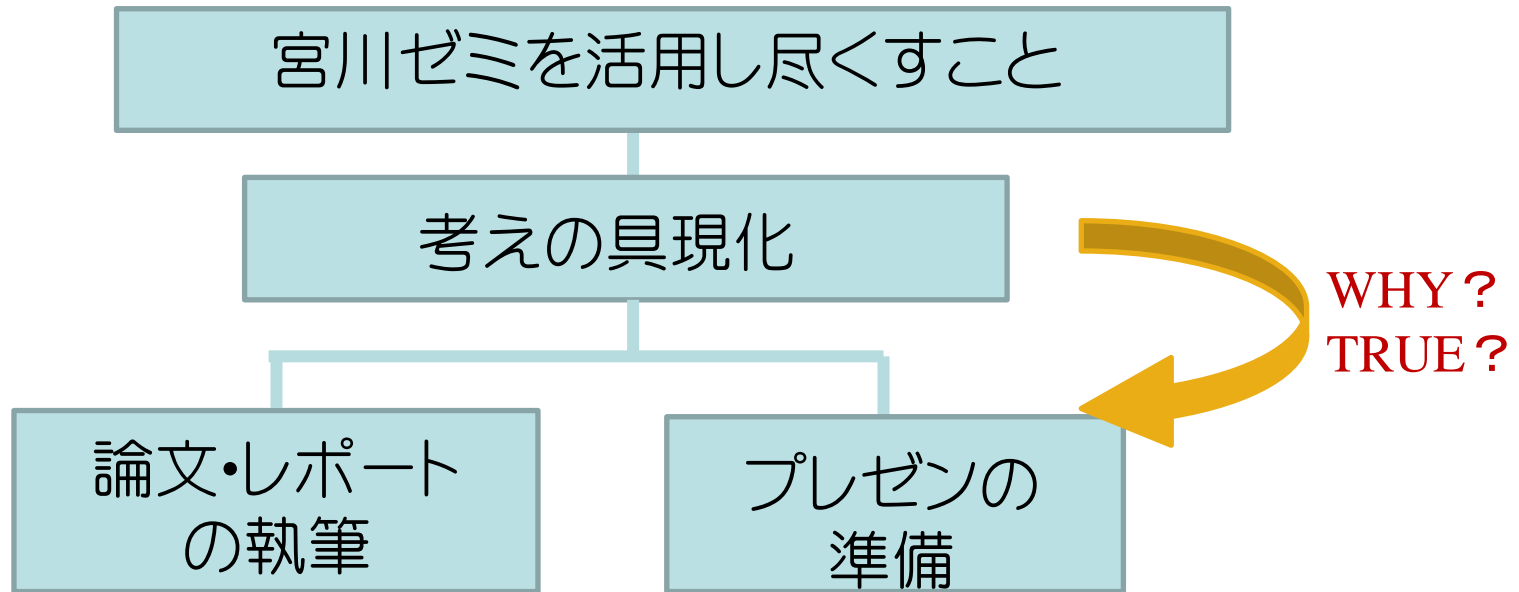 宮川ゼミを活用し尽くすこと
考えの具現化
WHY？
TRUE？
論文・レポート
の執筆
プレゼンの
準備